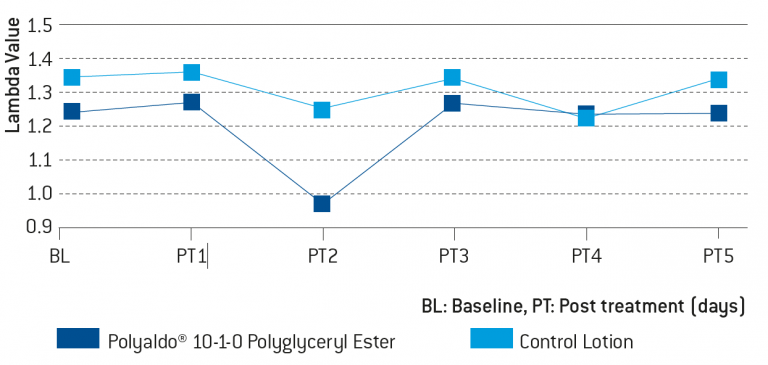 Lambda Value
1.5
1.4
1.3
1.2
1.1
1.0
0.9
BL PT1 PT2 PT3 PT4 PT5
BL: Baseline, PT: Post treatment (days)
Polyaldo® 10-1-0 Polyglyceryl Ester
Control Lotion